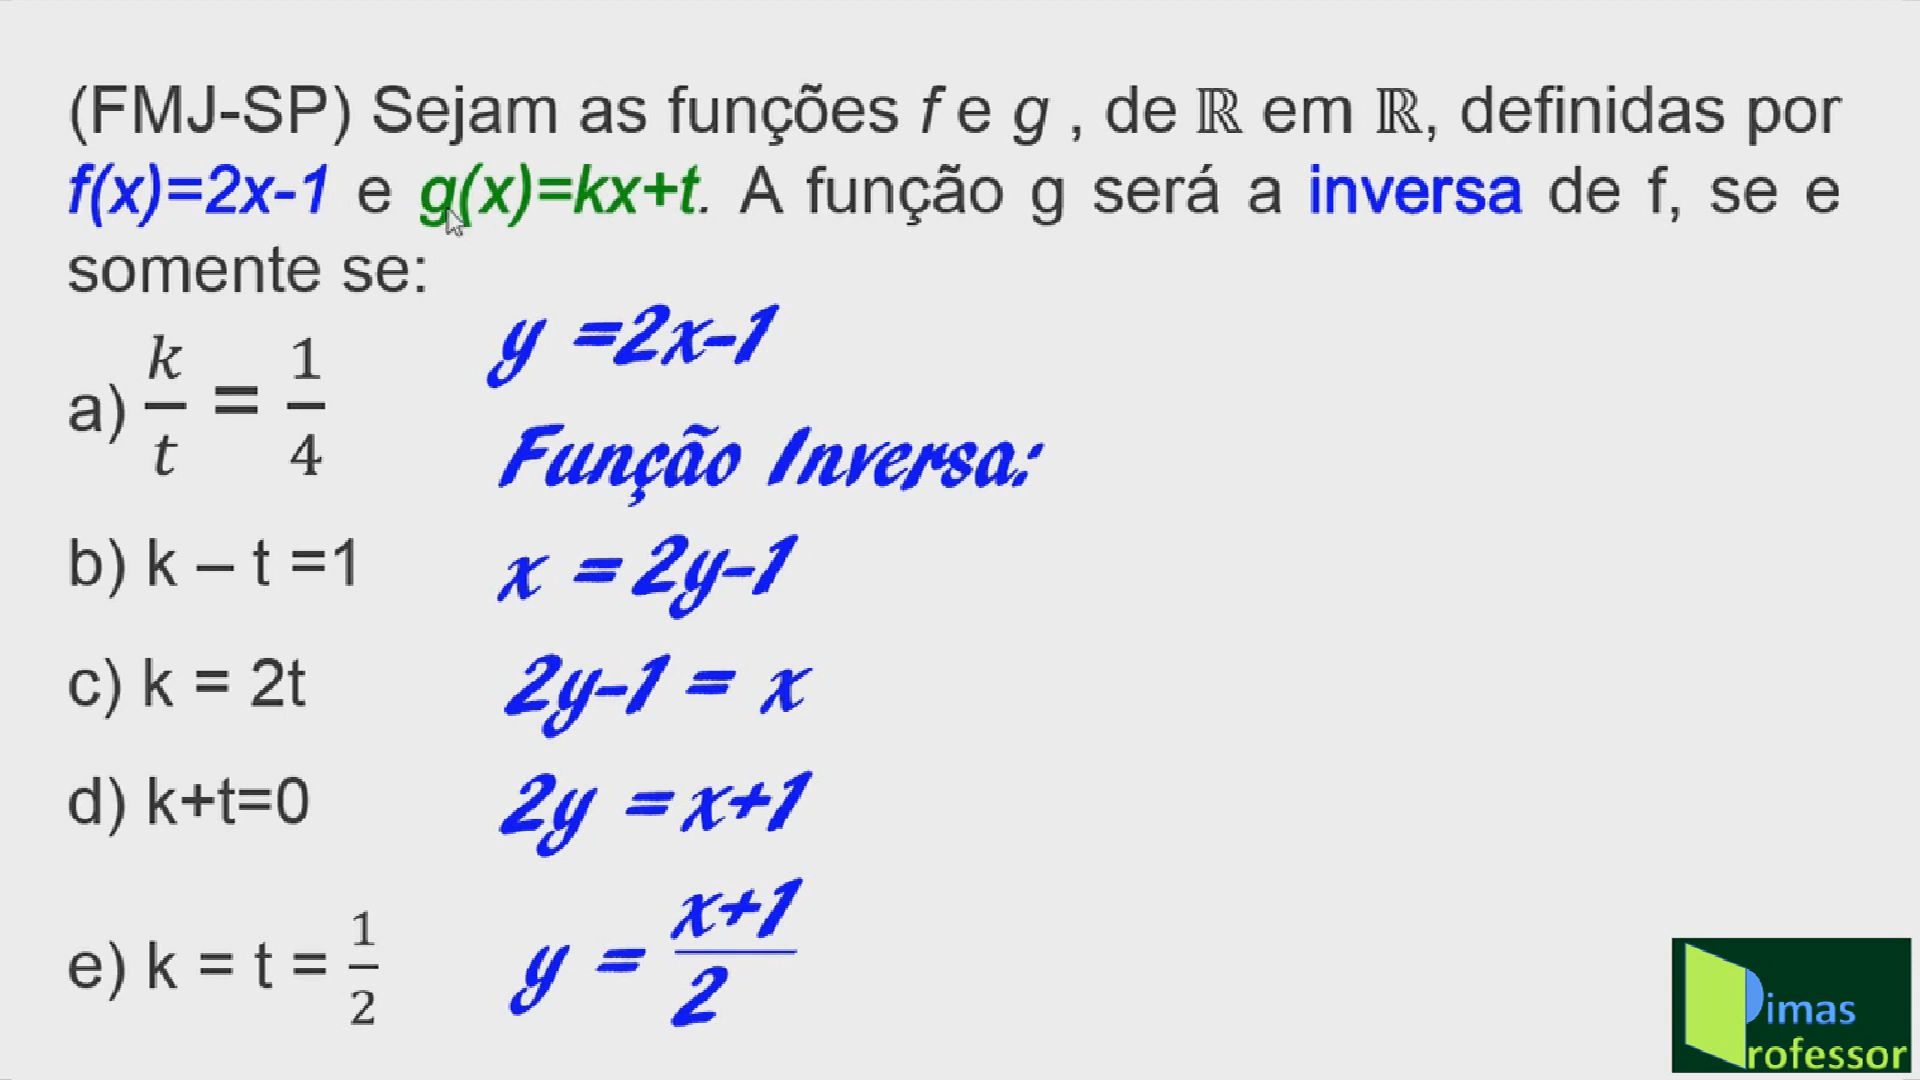 (FMJ-SP) Sejam as funções f e g , de ℝ em ℝ, definidas por
f(x)=2x-1 e g(x)=kx+t. A função g será a inversa de f, se e
somente se:
a) k/t = 1/4
b) k – t =1
c) k = 2t
d) k+t=0
e) k = t = 1/2
y =2x-1
Função Inversa:
x = 2y-1
2y-1 = x
2y = x+1
y = x+1/2
Dimas
Professor